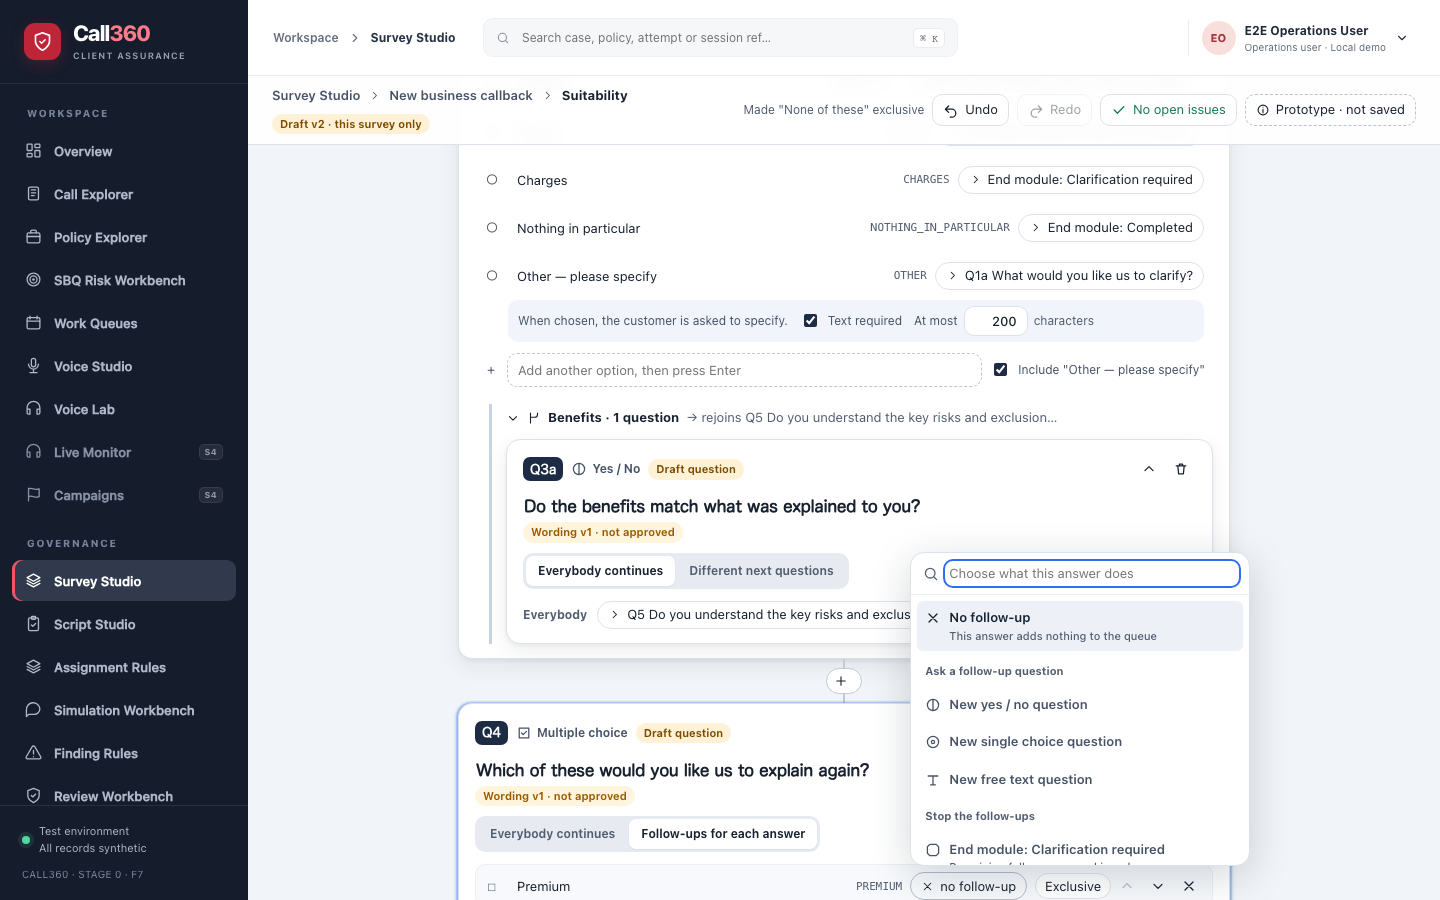 Call360
CLIENT ASSURANCE
WORKSPACE
Overview
Call Explorer
Policy Explorer
SBQ Risk Workbench
Work Queues
Voice Studio
Voice Lab
Live Monitor S4
Campaigns S4
GOVERNANCE
Survey Studio
Script Studio
Assignment Rules
Simulation Workbench
Finding Rules
Review Workbench
Test environment
All records synthetic
CALL360 · STAGE 0 · F7
Workspace > Survey Studio
Search case, policy, attempt or session ref... ⌘ K
EO E2E Operations User
Operations user · Local demo
Survey Studio > New business callback > Suitability
Draft v2 · this survey only
Made "None of these" exclusive Undo Redo No open issues Prototype · not saved
Charges CHARGES > End module: Clarification required
Nothing in particular NOTHING_IN_PARTICULAR > End module: Completed
Other — please specify OTHER > Q1a What would you like us to clarify?
When chosen, the customer is asked to specify. Text required At most 200 characters
+ Add another option, then press Enter Include "Other — please specify"
Benefits · 1 question → rejoins Q5 Do you understand the key risks and exclusion...
Q3a Yes / No Draft question
Do the benefits match what was explained to you?
Wording v1 · not approved
Everybody continues Different next questions
Everybody > Q5 Do you understand the key risks and exclus
+
Q4 Multiple choice Draft question
Which of these would you like us to explain again?
Wording v1 · not approved
Everybody continues Follow-ups for each answer
Premium PREMIUM × no follow-up Exclusive
Choose what this answer does
No follow-up
This answer adds nothing to the queue
Ask a follow-up question
New yes / no question
New single choice question
New free text question
Stop the follow-ups
End module: Clarification required